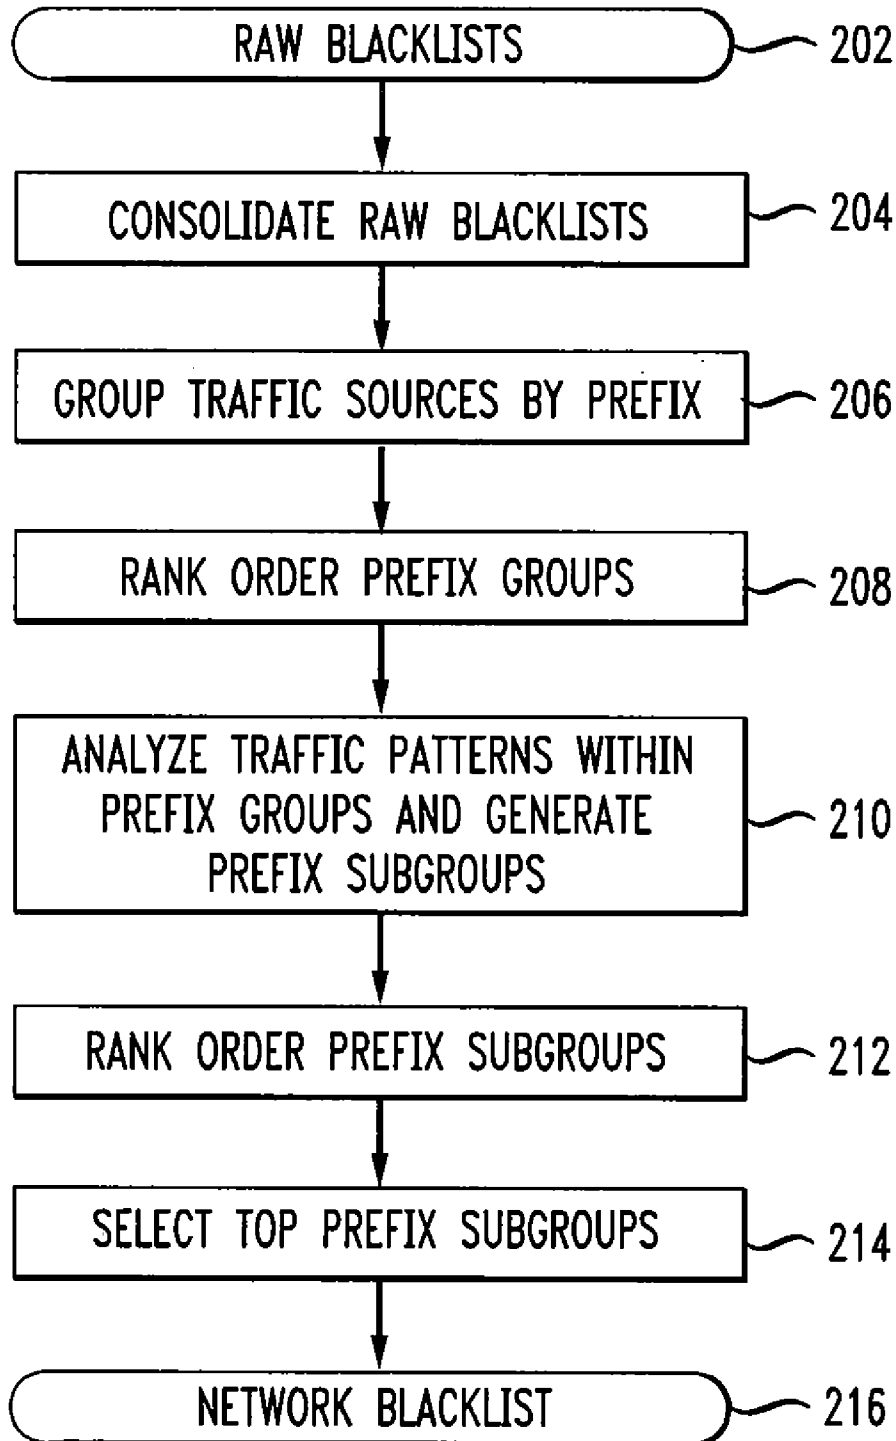 RAW BLACKLISTS 202
CONSOLIDATE RAW BLACKLISTS 204
GROUP TRAFFIC SOURCES BY PREFIX 206
RANK ORDER PREFIX GROUPS 208
ANALYZE TRAFFIC PATTERNS WITHIN
PREFIX GROUPS AND GENERATE 210
PREFIX SUBGROUPS
RANK ORDER PREFIX SUBGROUPS 212
SELECT TOP PREFIX SUBGROUPS 214
NETWORK BLACKLIST 216